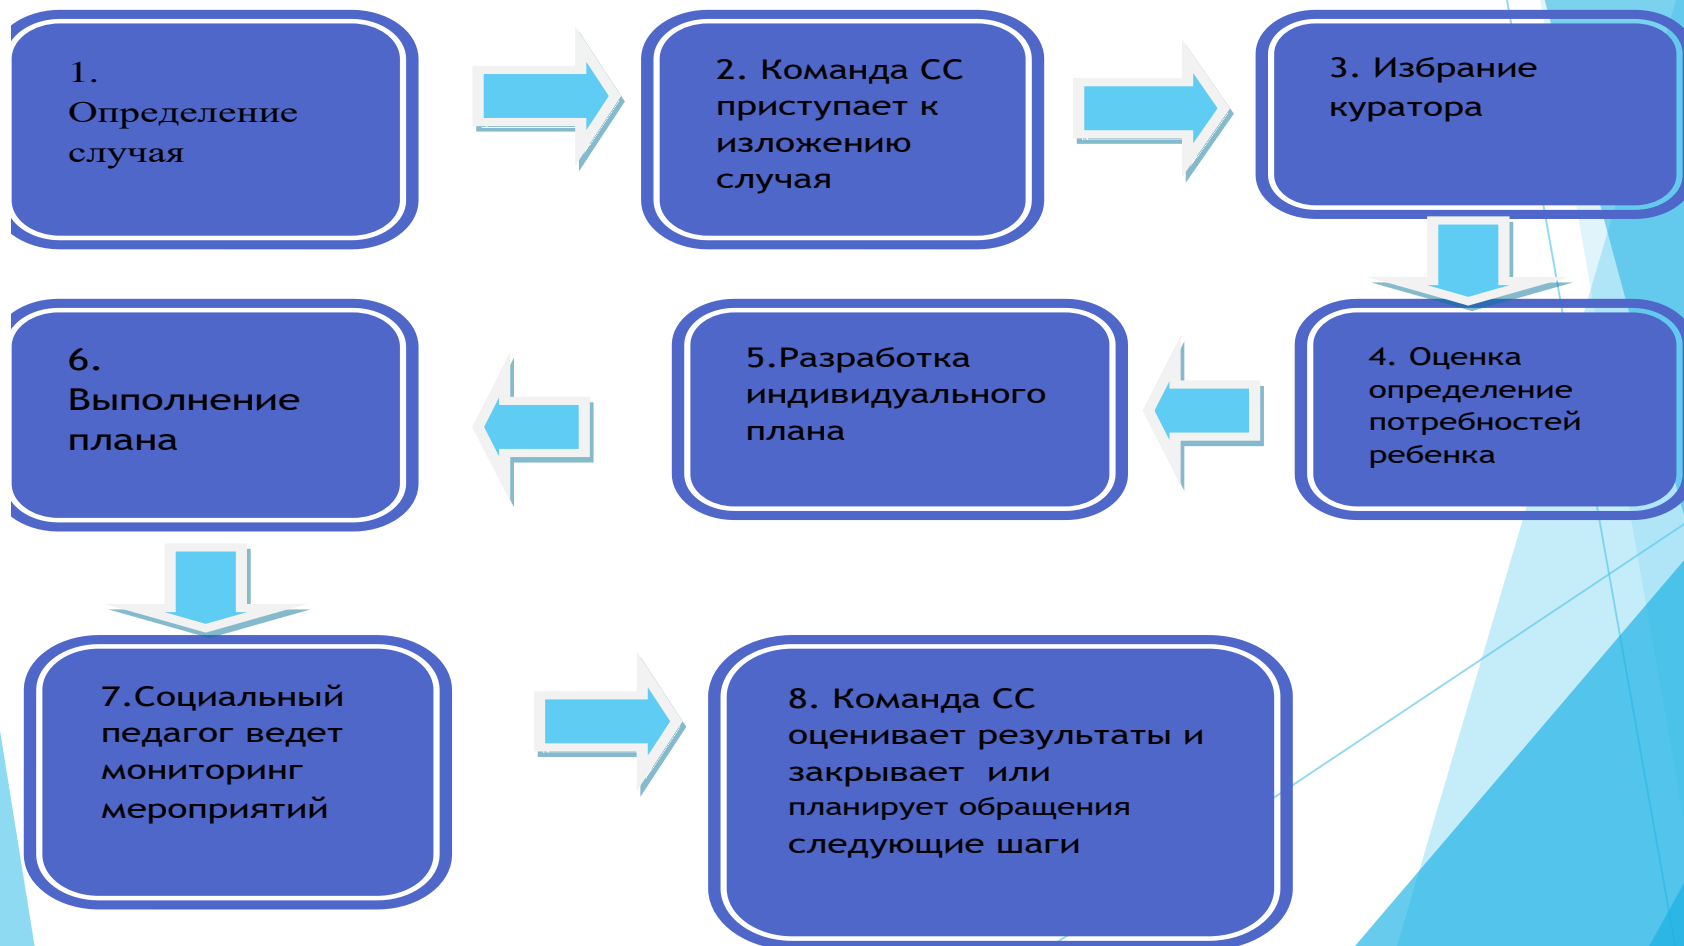 1.
Определение
случая
2. Команда СС
приступает к
изложению
случая
3. Избрание
куратора
4. Оценка
определение
потребностей
ребенка
5.Разработка
индивидуального
плана
6.
Выполнение
плана
7.Социальный
педагог ведет
мониторинг
мероприятий
8. Команда СС
оценивает результаты и
закрывает или
планирует обращения
следующие шаги